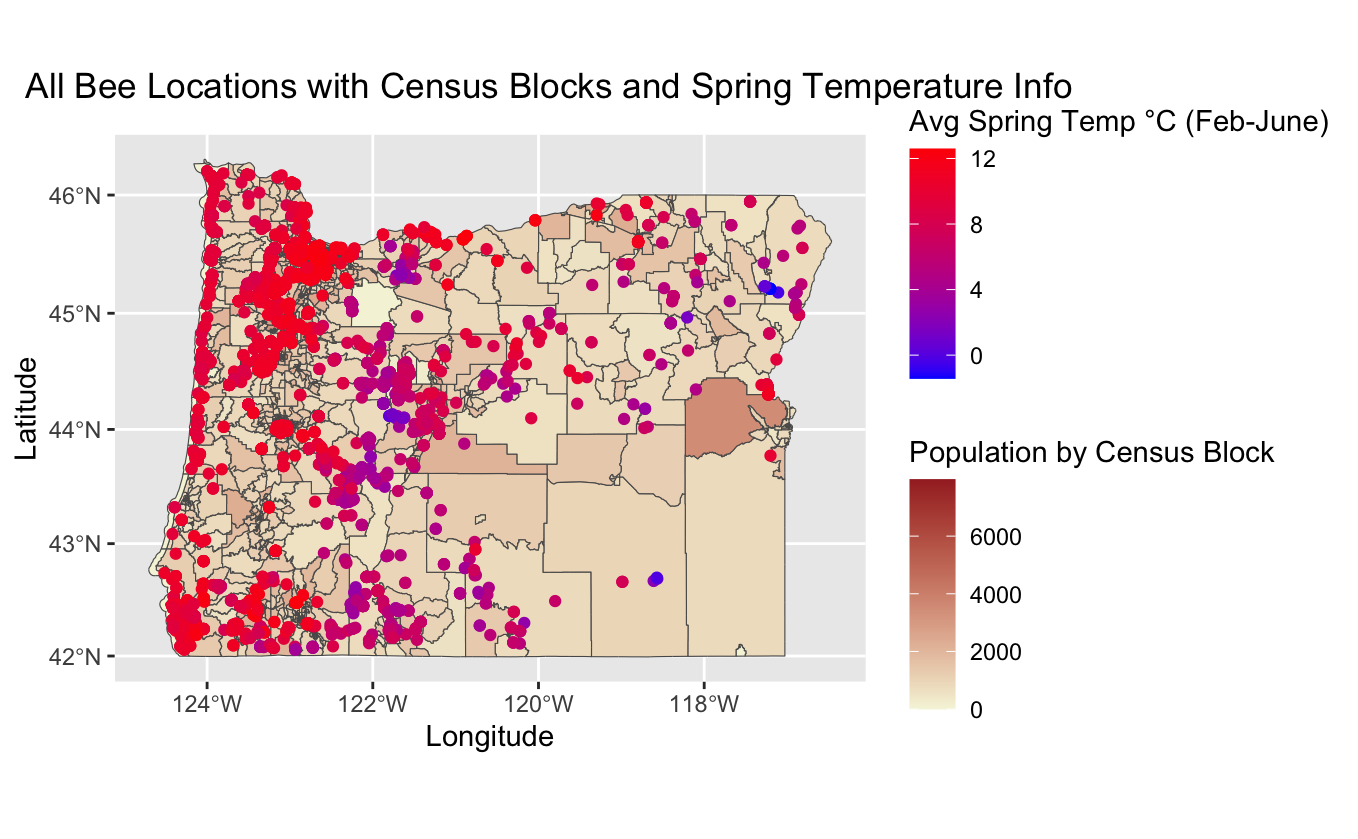 All Bee Locations with Census Blocks and Spring Temperature Info
Avg Spring Temp °C (Feb-June)
12
8
4
0
Population by Census Block
6000
4000
2000
0
Latitude
46°N
45°N
44°N
43°N
42°N
124°W 122°W 120°W 118°W
Longitude